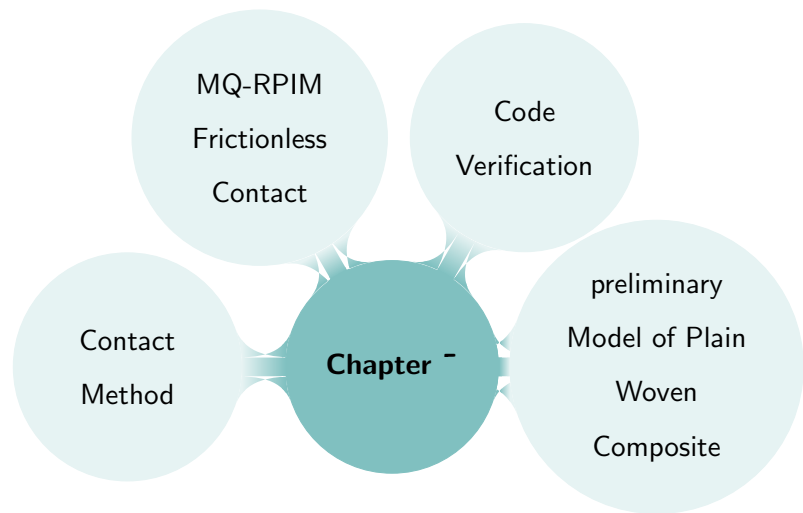 MQ-RPIM
Frictionless
Contact
Code
Verification
Contact
Method
Chapter ¯
preliminary
Model of Plain
Woven
Composite